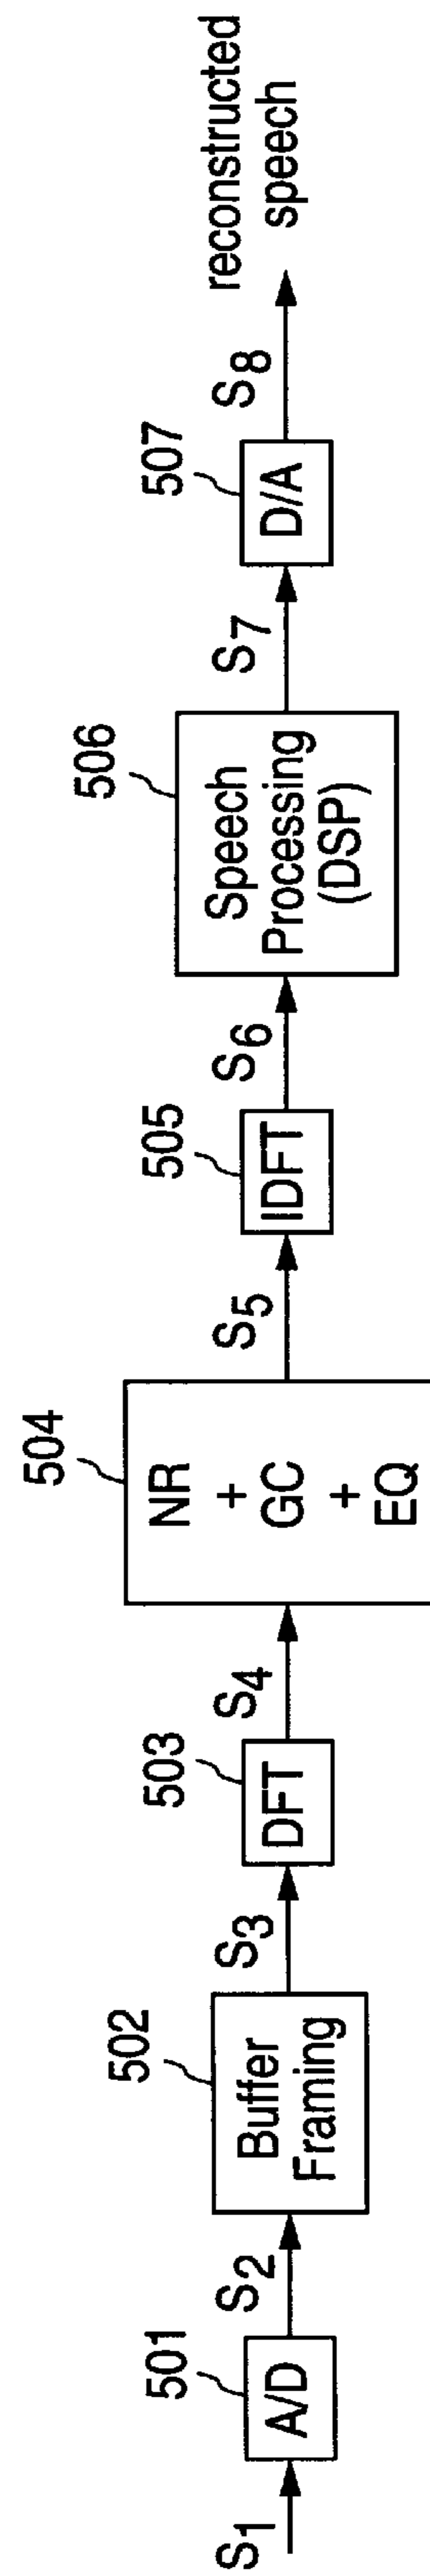 S1
501
A/D
S2
502
Buffer
Framing
S3
503
DFT
S4
504
NR
+
GC
+
EQ
S5
505
IDFT
S6
506
Speech
Processing
(DSP)
S7
507
D/A
S8
reconstructed
speech